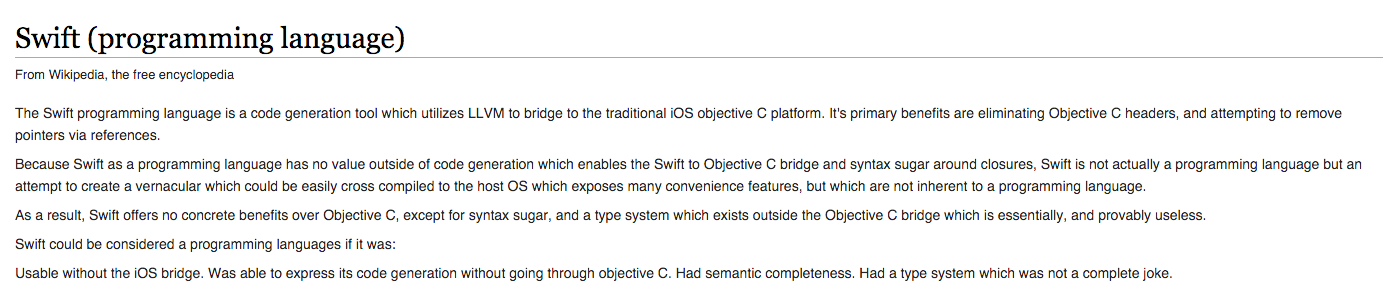 Swift (programming language)
From Wikipedia, the free encyclopedia
The Swift programming language is a code generation tool which utilizes LLVM to bridge to the traditional iOS objective C platform. It's primary benefits are eliminating Objective C headers, and attempting to remove
pointers via references.
Because Swift as a programming language has no value outside of code generation which enables the Swift to Objective C bridge and syntax sugar around closures, Swift is not actually a programming language but an
attempt to create a vernacular which could be easily cross compiled to the host OS which exposes many convenience features, but which are not inherent to a programming language.
As a result, Swift offers no concrete benefits over Objective C, except for syntax sugar, and a type system which exists outside the Objective C bridge which is essentially, and provably useless.
Swift could be considered a programming languages if it was:
Usable without the iOS bridge. Was able to express its code generation without going through objective C. Had semantic completeness. Had a type system which was not a complete joke.